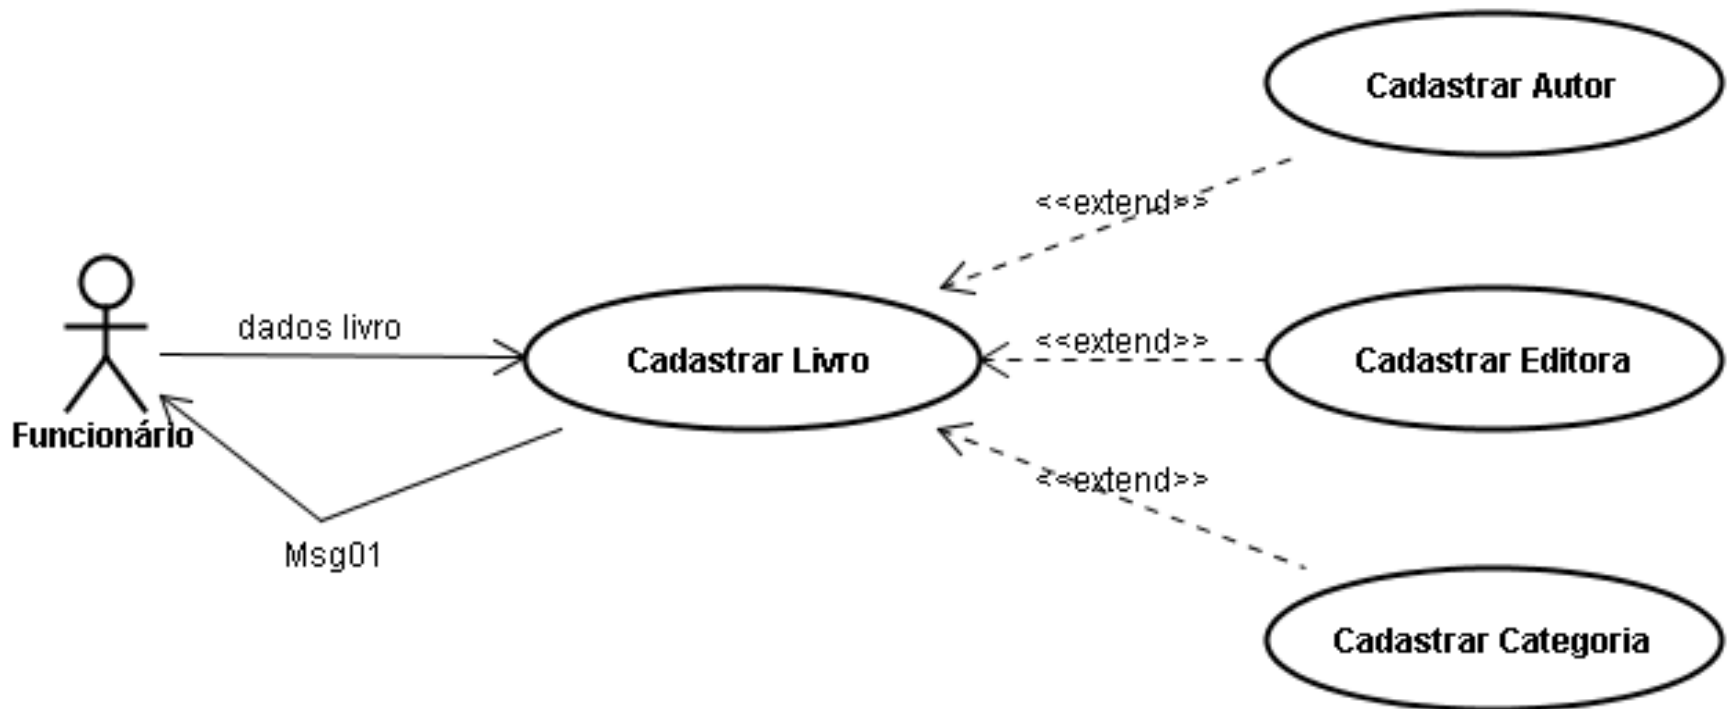 Cadastrar Autor
<<extend>>
dados livro
Cadastrar Livro
<<extend>>
Cadastrar Editora
Funcionário
<<extend>>
Msg01
Cadastrar Categoria